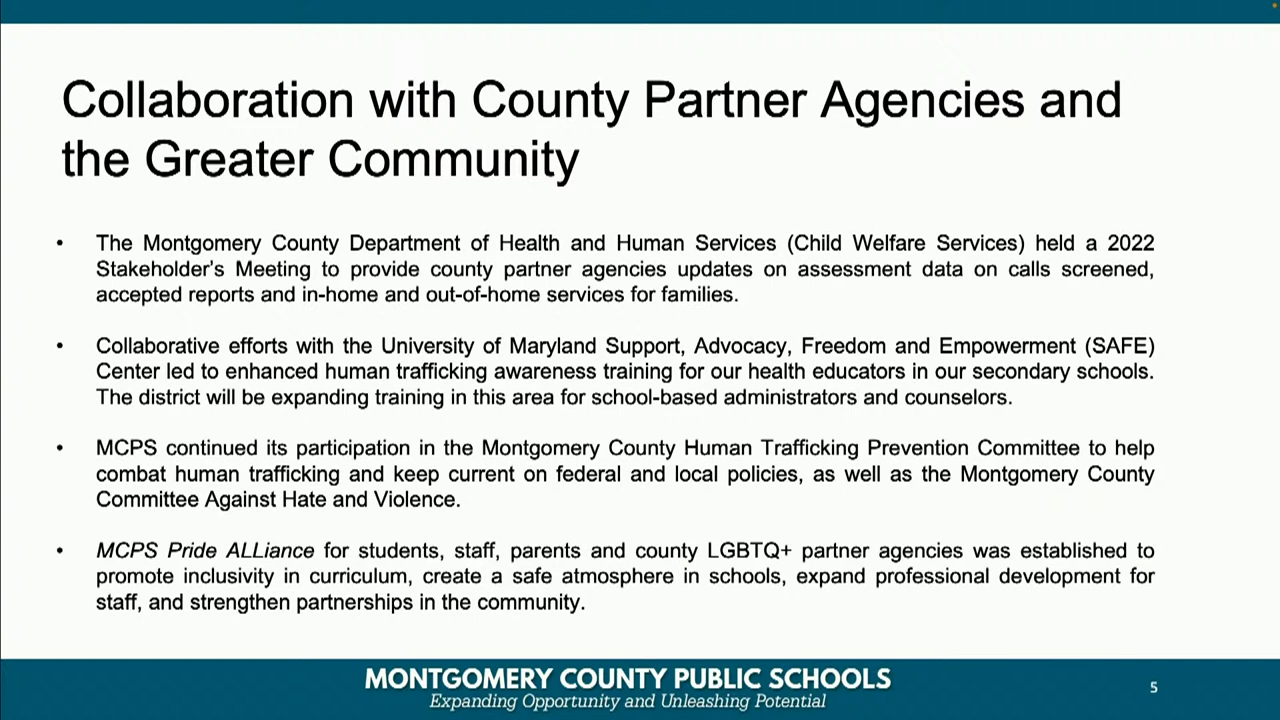 Collaboration with County Partner Agencies and
the Greater Community
• The Montgomery County Department of Health and Human Services (Child Welfare Services) held a 2022
Stakeholder's Meeting to provide county partner agencies updates on assessment data on calls screened,
accepted reports and in-home and out-of-home services for families.
• Collaborative efforts with the University of Maryland Support, Advocacy, Freedom and Empowerment (SAFE)
Center led to enhanced human trafficking awareness training for our health educators in our secondary schools.
The district will be expanding training in this area for school-based administrators and counselors.
• MCPS continued its participation in the Montgomery County Human Trafficking Prevention Committee to help
combat human trafficking and keep current on federal and local policies, as well as the Montgomery County
Committee Against Hate and Violence.
• MCPS Pride ALLiance for students, staff, parents and county LGBTQ+ partner agencies was established to
promote inclusivity in curriculum, create a safe atmosphere in schools, expand professional development for
staff, and strengthen partnerships in the community.
MONTGOMERY COUNTY PUBLIC SCHOOLS
Expanding Opportunity and Unleashing Potential
5